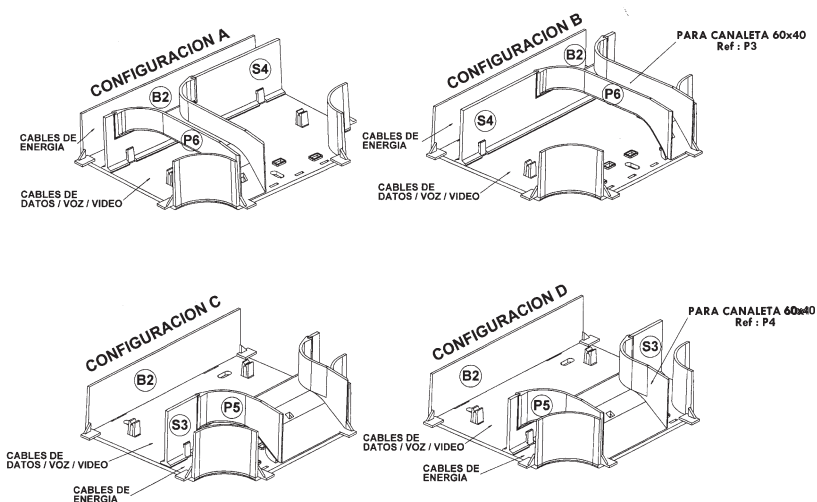 CONFIGURACION A
S4
B2
P6
CABLES DE
ENERGIA
CABLES DE
DATOS / VOZ / VIDEO
CONFIGURACION B
PARA CANALETA 60x40
Ref : P3
B2
P6
S4
CABLES DE
ENERGIA
CABLES DE
DATOS / VOZ / VIDEO
CONFIGURACION C
B2
P5
S3
CABLES DE
DATOS / VOZ / VIDEO
CABLES DE
ENERGIA
CONFIGURACION D
PARA CANALETA 60x40
Ref : P4
S3
B2
P5
CABLES DE
DATOS / VOZ / VIDEO
CABLES DE
ENERGIA